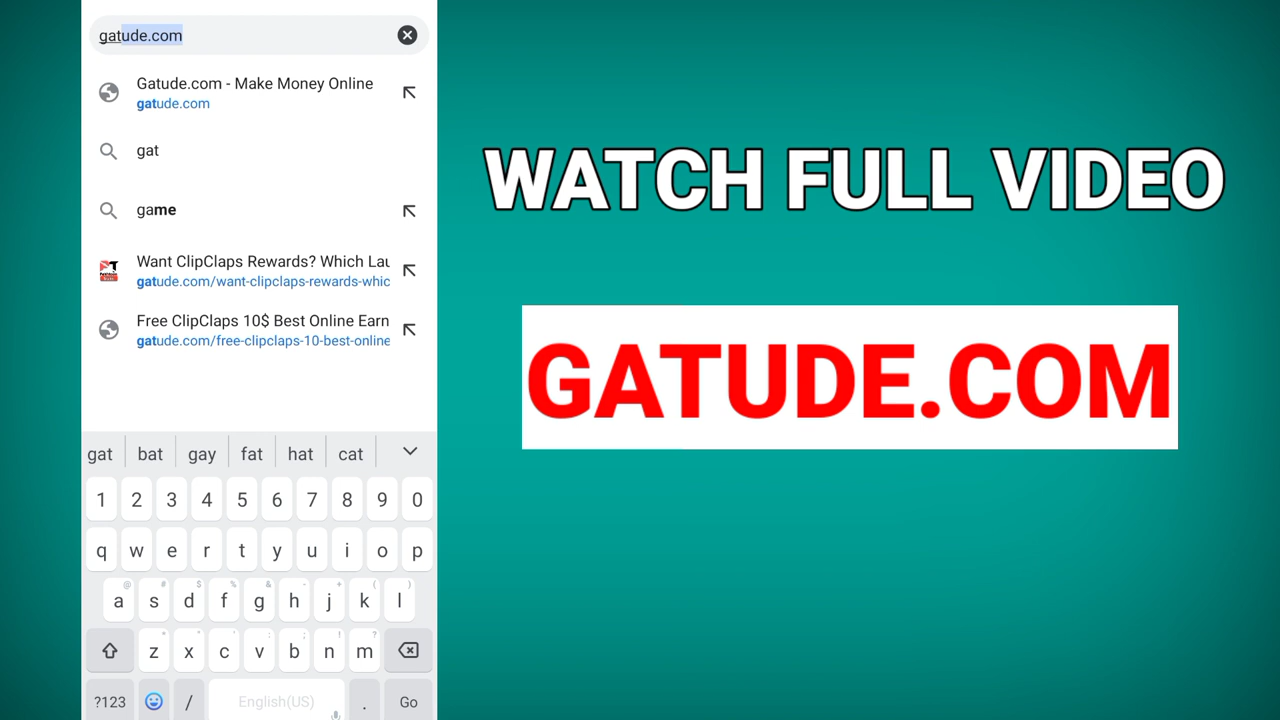 gatude.com
Gatude.com - Make Money Online
gatude.com
gat
game
Want ClipClaps Rewards? Which Lau
gatude.com/want-clipclaps-rewards-whic
Free ClipClaps 10$ Best Online Earn
gatude.com/free-clipclaps-10-best-online
gat bat gay fat hat cat
1 2 3 4 5 6 7 8 9 0
q w e r t y u i o p
@ # $ % & - + ( )
a s d f g h j k l
* " ' : ; ! ?
z x c v b n m
?123 / English(US) . Go
WATCH FULL VIDEO
GATUDE.COM